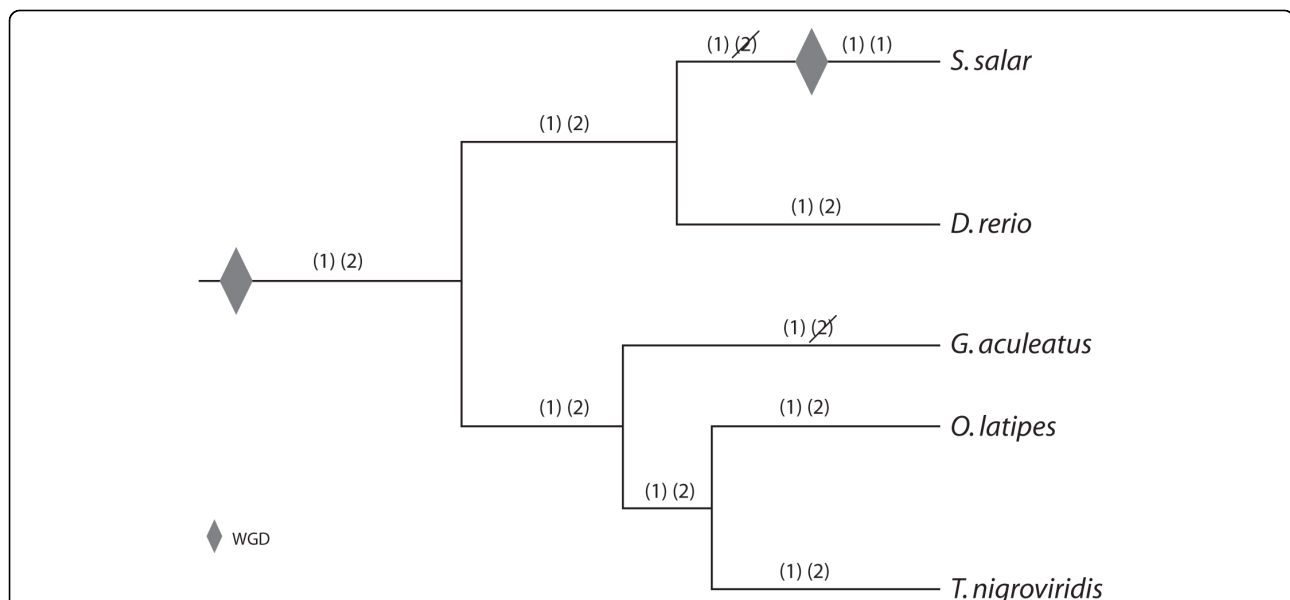 (1) (2) (1) (1) S. salar
(1) (2)
(1) (2) D. rerio
(1) (2)
(1) (2) G. aculeatus
(1) (2) (1) (2) O. latipes
(1) (2)
WGD
(1) (2) T. nigroviridis